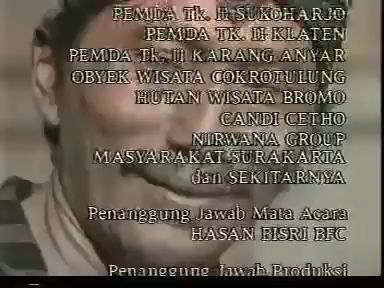 PEMDA Tk. II SUKOHARJO
PEMDA Tk. II KLATEN
PEMDA Tk. II KARANG ANYAR
OBYEK WISATA COKROTULUNG
HUTAN WISATA BROMO
CANDI CETHO
NIRWANA GROUP
MASYARAKAT SURAKARTA
dan SEKITARNYA
Penanggung Jawab Mata Acara
HASAN BISRI BFC
Penanggung Jawab Produksi